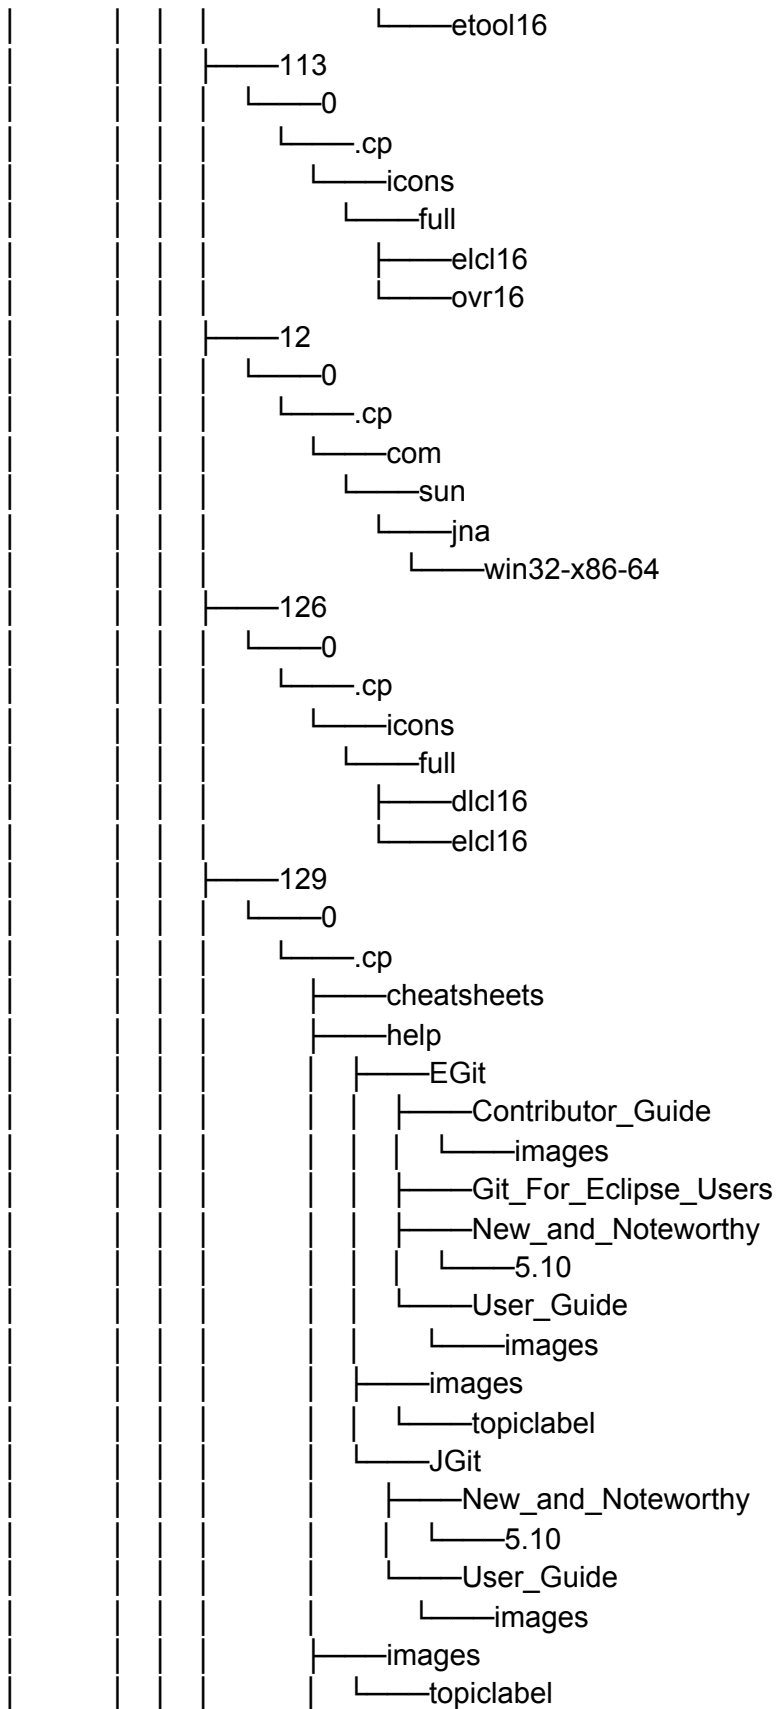 etool16
113
0
.cp
icons
full
elcl16
ovr16
12
0
.cp
com
sun
jna
win32-x86-64
126
0
.cp
icons
full
dlcl16
elcl16
129
0
.cp
cheatsheets
help
EGit
Contributor_Guide
images
Git_For_Eclipse_Users
New_and_Noteworthy
5.10
User_Guide
images
images
topiclabel
JGit
New_and_Noteworthy
5.10
User_Guide
images
images
topiclabel